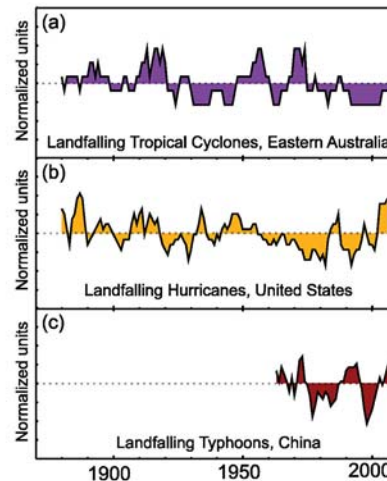 (a)
Normalized units
Landfalling Tropical Cyclones, Eastern Australia
(b)
Normalized units
Landfalling Hurricanes, United States
(c)
Normalized units
Landfalling Typhoons, China
1900 1950 2000